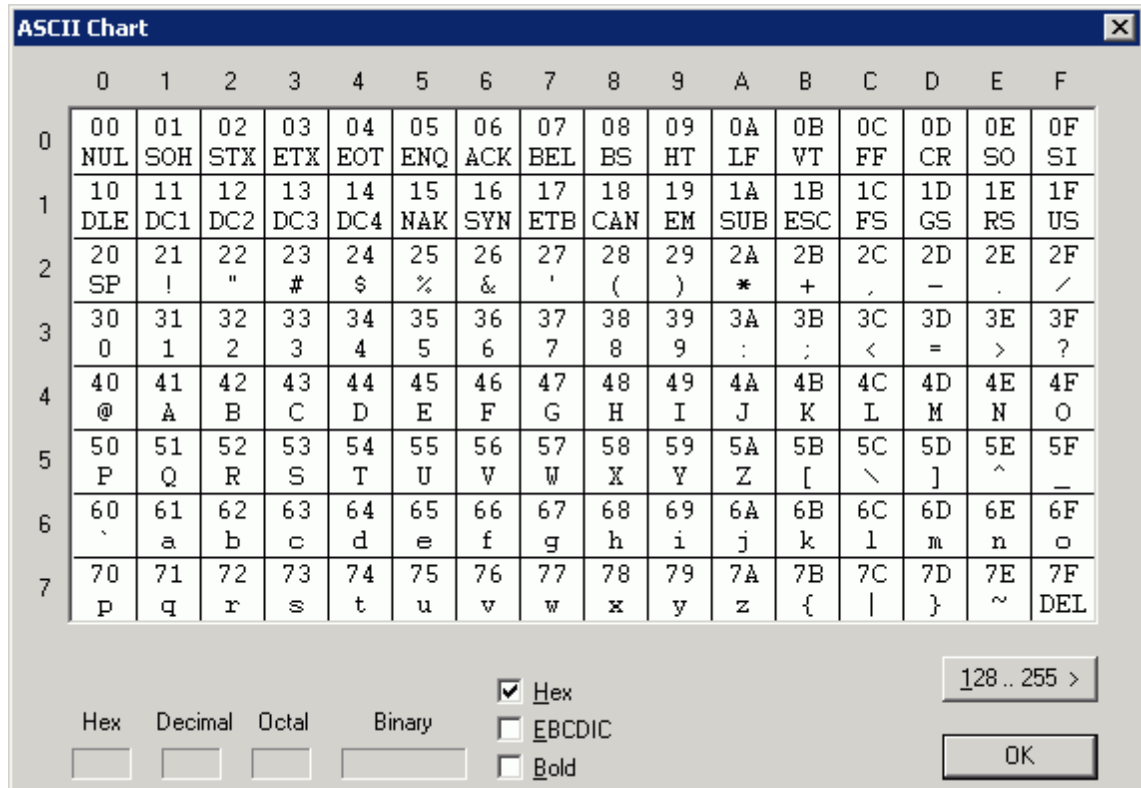 ASCII Chart
0 1 2 3 4 5 6 7 8 9 A B C D E F
0 00 01 02 03 04 05 06 07 08 09 0A 0B 0C 0D 0E 0F
NUL SOH STX ETX EOT ENQ ACK BEL BS HT LF VT FF CR SO SI
1 10 11 12 13 14 15 16 17 18 19 1A 1B 1C 1D 1E 1F
DLE DC1 DC2 DC3 DC4 NAK SYN ETB CAN EM SUB ESC FS GS RS US
2 20 21 22 23 24 25 26 27 28 29 2A 2B 2C 2D 2E 2F
SP ! " # $ % & ' ( ) * + , - . /
3 30 31 32 33 34 35 36 37 38 39 3A 3B 3C 3D 3E 3F
0 1 2 3 4 5 6 7 8 9 : ; < = > ?
4 40 41 42 43 44 45 46 47 48 49 4A 4B 4C 4D 4E 4F
@ A B C D E F G H I J K L M N O
5 50 51 52 53 54 55 56 57 58 59 5A 5B 5C 5D 5E 5F
P Q R S T U V W X Y Z [ \ ] ^ _
6 60 61 62 63 64 65 66 67 68 69 6A 6B 6C 6D 6E 6F
` a b c d e f g h i j k l m n o
7 70 71 72 73 74 75 76 77 78 79 7A 7B 7C 7D 7E 7F
p q r s t u v w x y z { | } ~ DEL
128 .. 255 >
Hex
Hex Decimal Octal Binary
EBCDIC
OK
Bold